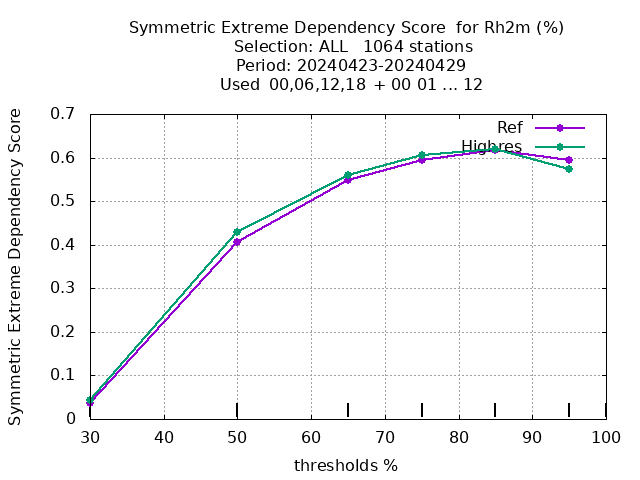 Symmetric Extreme Dependency Score  for Rh2m (%)
Selection: ALL   1064 stations
Period: 20240423-20240429
Used  00,06,12,18  + 00 01 ... 12
Symmetric Extreme Dependency Score
0.7
0.6
0.5
0.4
0.3
0.2
0.1
0
Ref
Highres
30 40 50 60 70 80 90 100
thresholds %